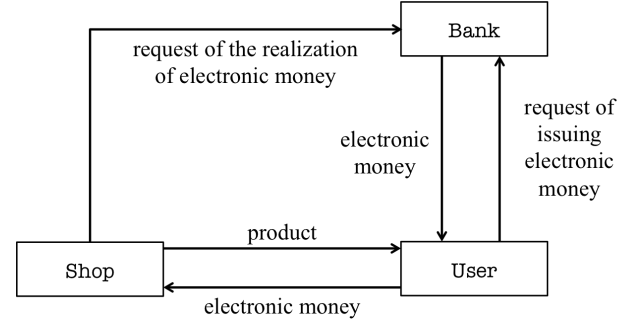 Bank
request of the realization
of electronic money
electronic
money
request of
issuing
electronic
money
product
Shop
User
electronic money